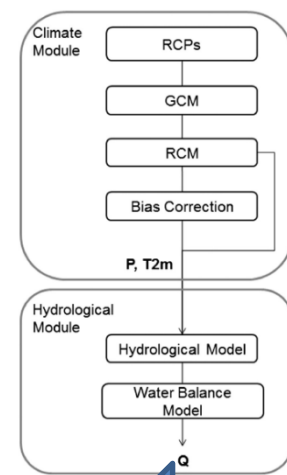 Climate
Module
RCPs
GCM
RCM
Bias Correction
P, T2m
Hydrological
Module
Hydrological Model
Water Balance
Model
Q